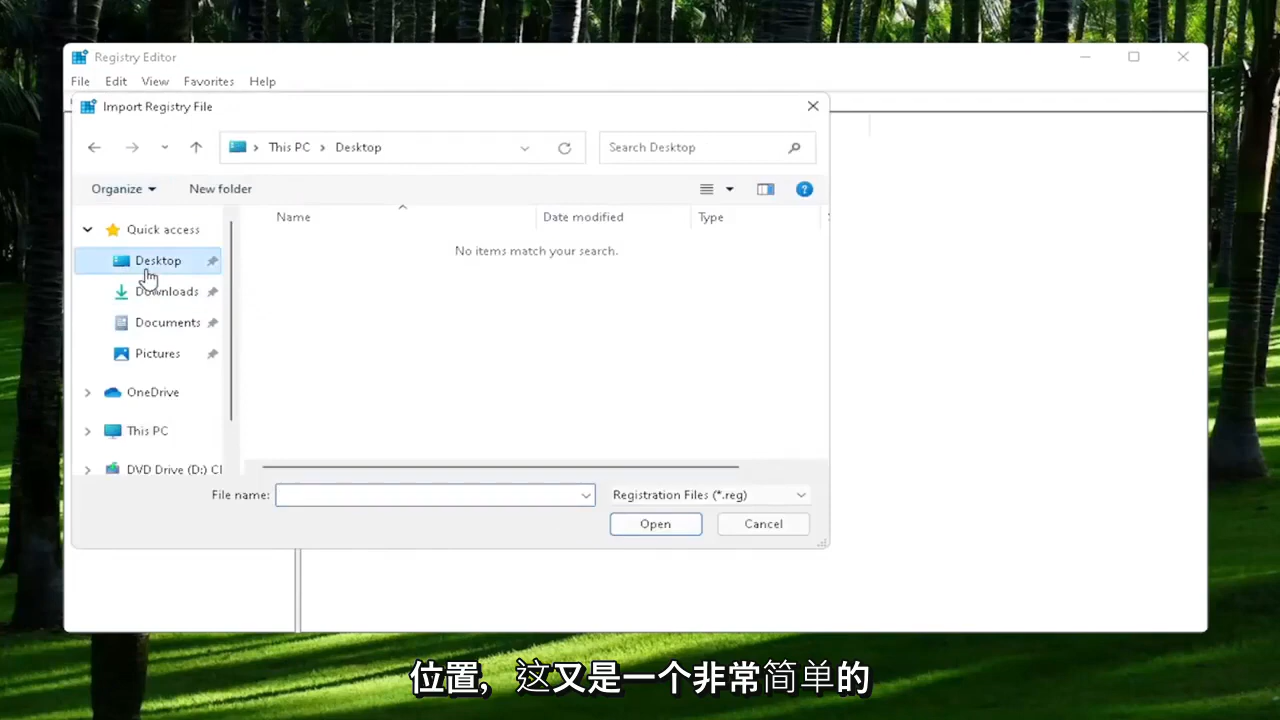 Registry Editor
File Edit View Favorites Help
Import Registry File
This PC Desktop
Search Desktop
Organize New folder
Name Date modified Type
Quick access
No items match your search.
Desktop
Downloads
Documents
Pictures
OneDrive
This PC
DVD Drive (D:) C
File name:
Registration Files (*.reg)
Open Cancel
位置, 这又是一个非常简单的